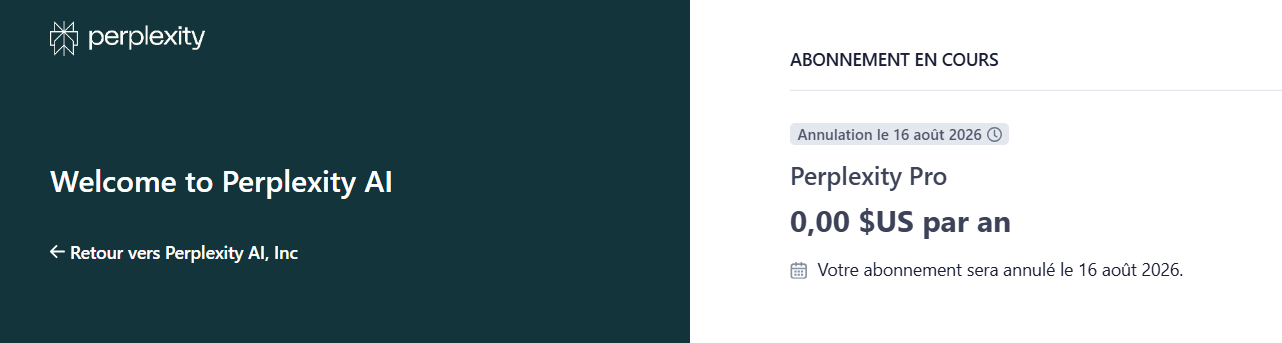 perplexity
Welcome to Perplexity AI
← Retour vers Perplexity AI, Inc
ABONNEMENT EN COURS
Annulation le 16 août 2026
Perplexity Pro
0,00 $US par an
Votre abonnement sera annulé le 16 août 2026.